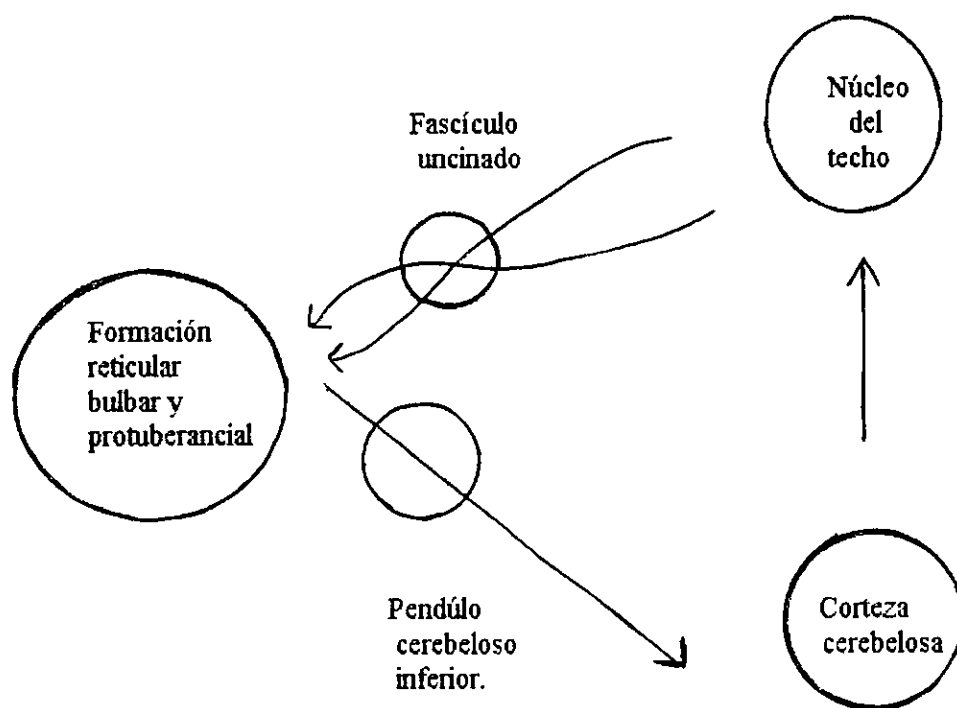 Núcleo
del
techo
Fascículo
uncinado
Formación
reticular
bulbar y
protuberancial
Pendúlo
cerebeloso
inferior.
Corteza
cerebelosa